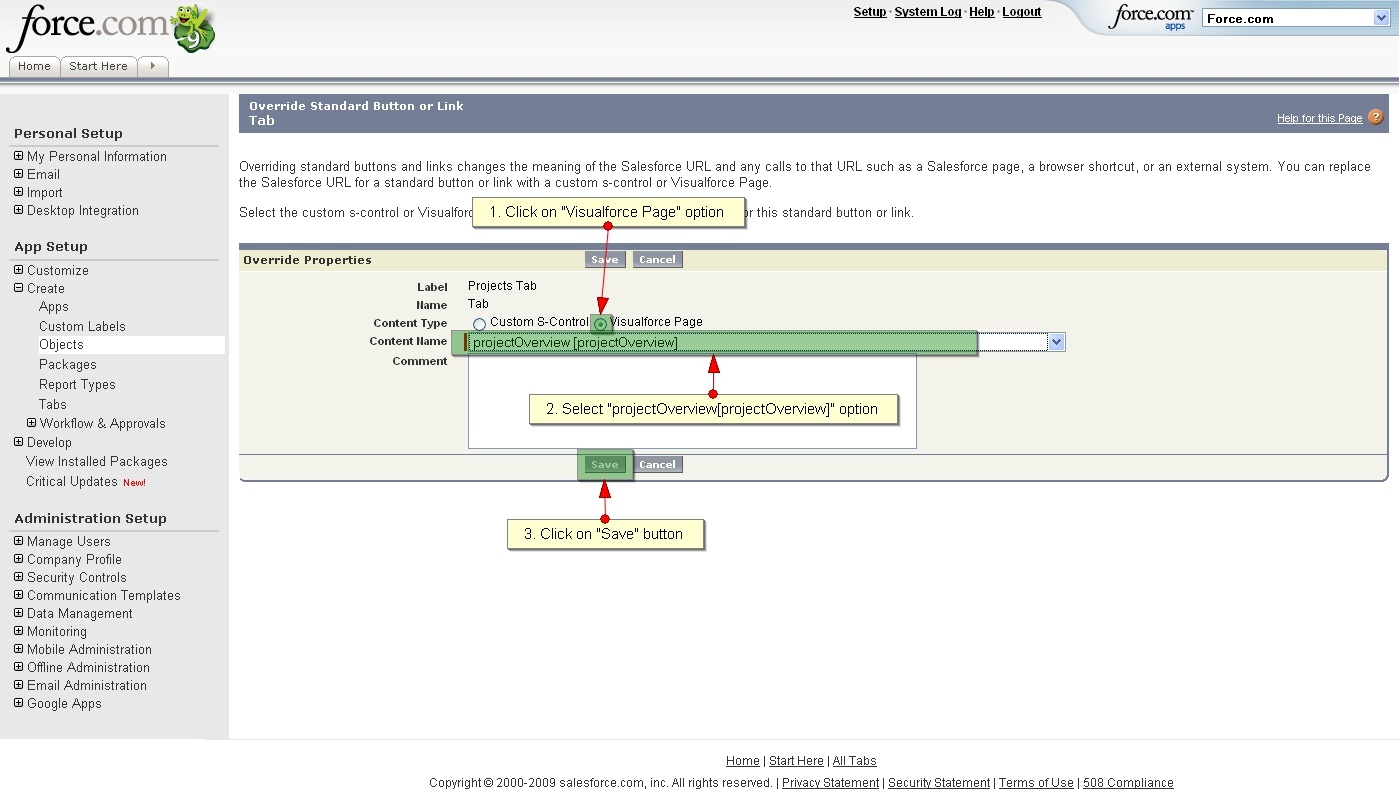 force.com
9
Setup · System Log · Help · Logout
force.com apps
Force.com
Home
Start Here
Override Standard Button or Link
Tab
Help for this Page ?
Personal Setup
My Personal Information
Email
Import
Desktop Integration
App Setup
Customize
Create
Apps
Custom Labels
Objects
Packages
Report Types
Tabs
Workflow & Approvals
Develop
View Installed Packages
Critical Updates New!
Administration Setup
Manage Users
Company Profile
Security Controls
Communication Templates
Data Management
Monitoring
Mobile Administration
Offline Administration
Email Administration
Google Apps
Overriding standard buttons and links changes the meaning of the Salesforce URL and any calls to that URL such as a Salesforce page, a browser shortcut, or an external system. You can replace
the Salesforce URL for a standard button or link with a custom s-control or Visualforce Page.
Select the custom s-control or Visualforc
or this standard button or link.
1. Click on "Visualforce Page" option
Override Properties
Save
Cancel
Label Projects Tab
Name Tab
Content Type Custom S-Control Visualforce Page
Content Name projectOverview [projectOverview]
Comment
2. Select "projectOverview[projectOverview]" option
Save
Cancel
3. Click on "Save" button
Home | Start Here | All Tabs
Copyright © 2000-2009 salesforce.com, inc. All rights reserved. | Privacy Statement | Security Statement | Terms of Use | 508 Compliance